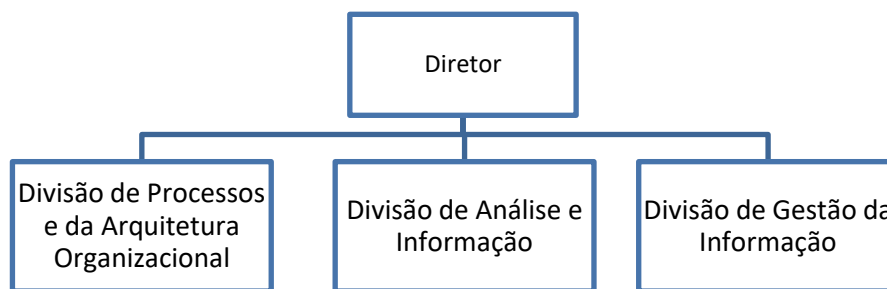 Diretor
Divisão de Processos
e da Arquitetura
Organizacional
Divisão de Análise e
Informação
Divisão de Gestão da
Informação